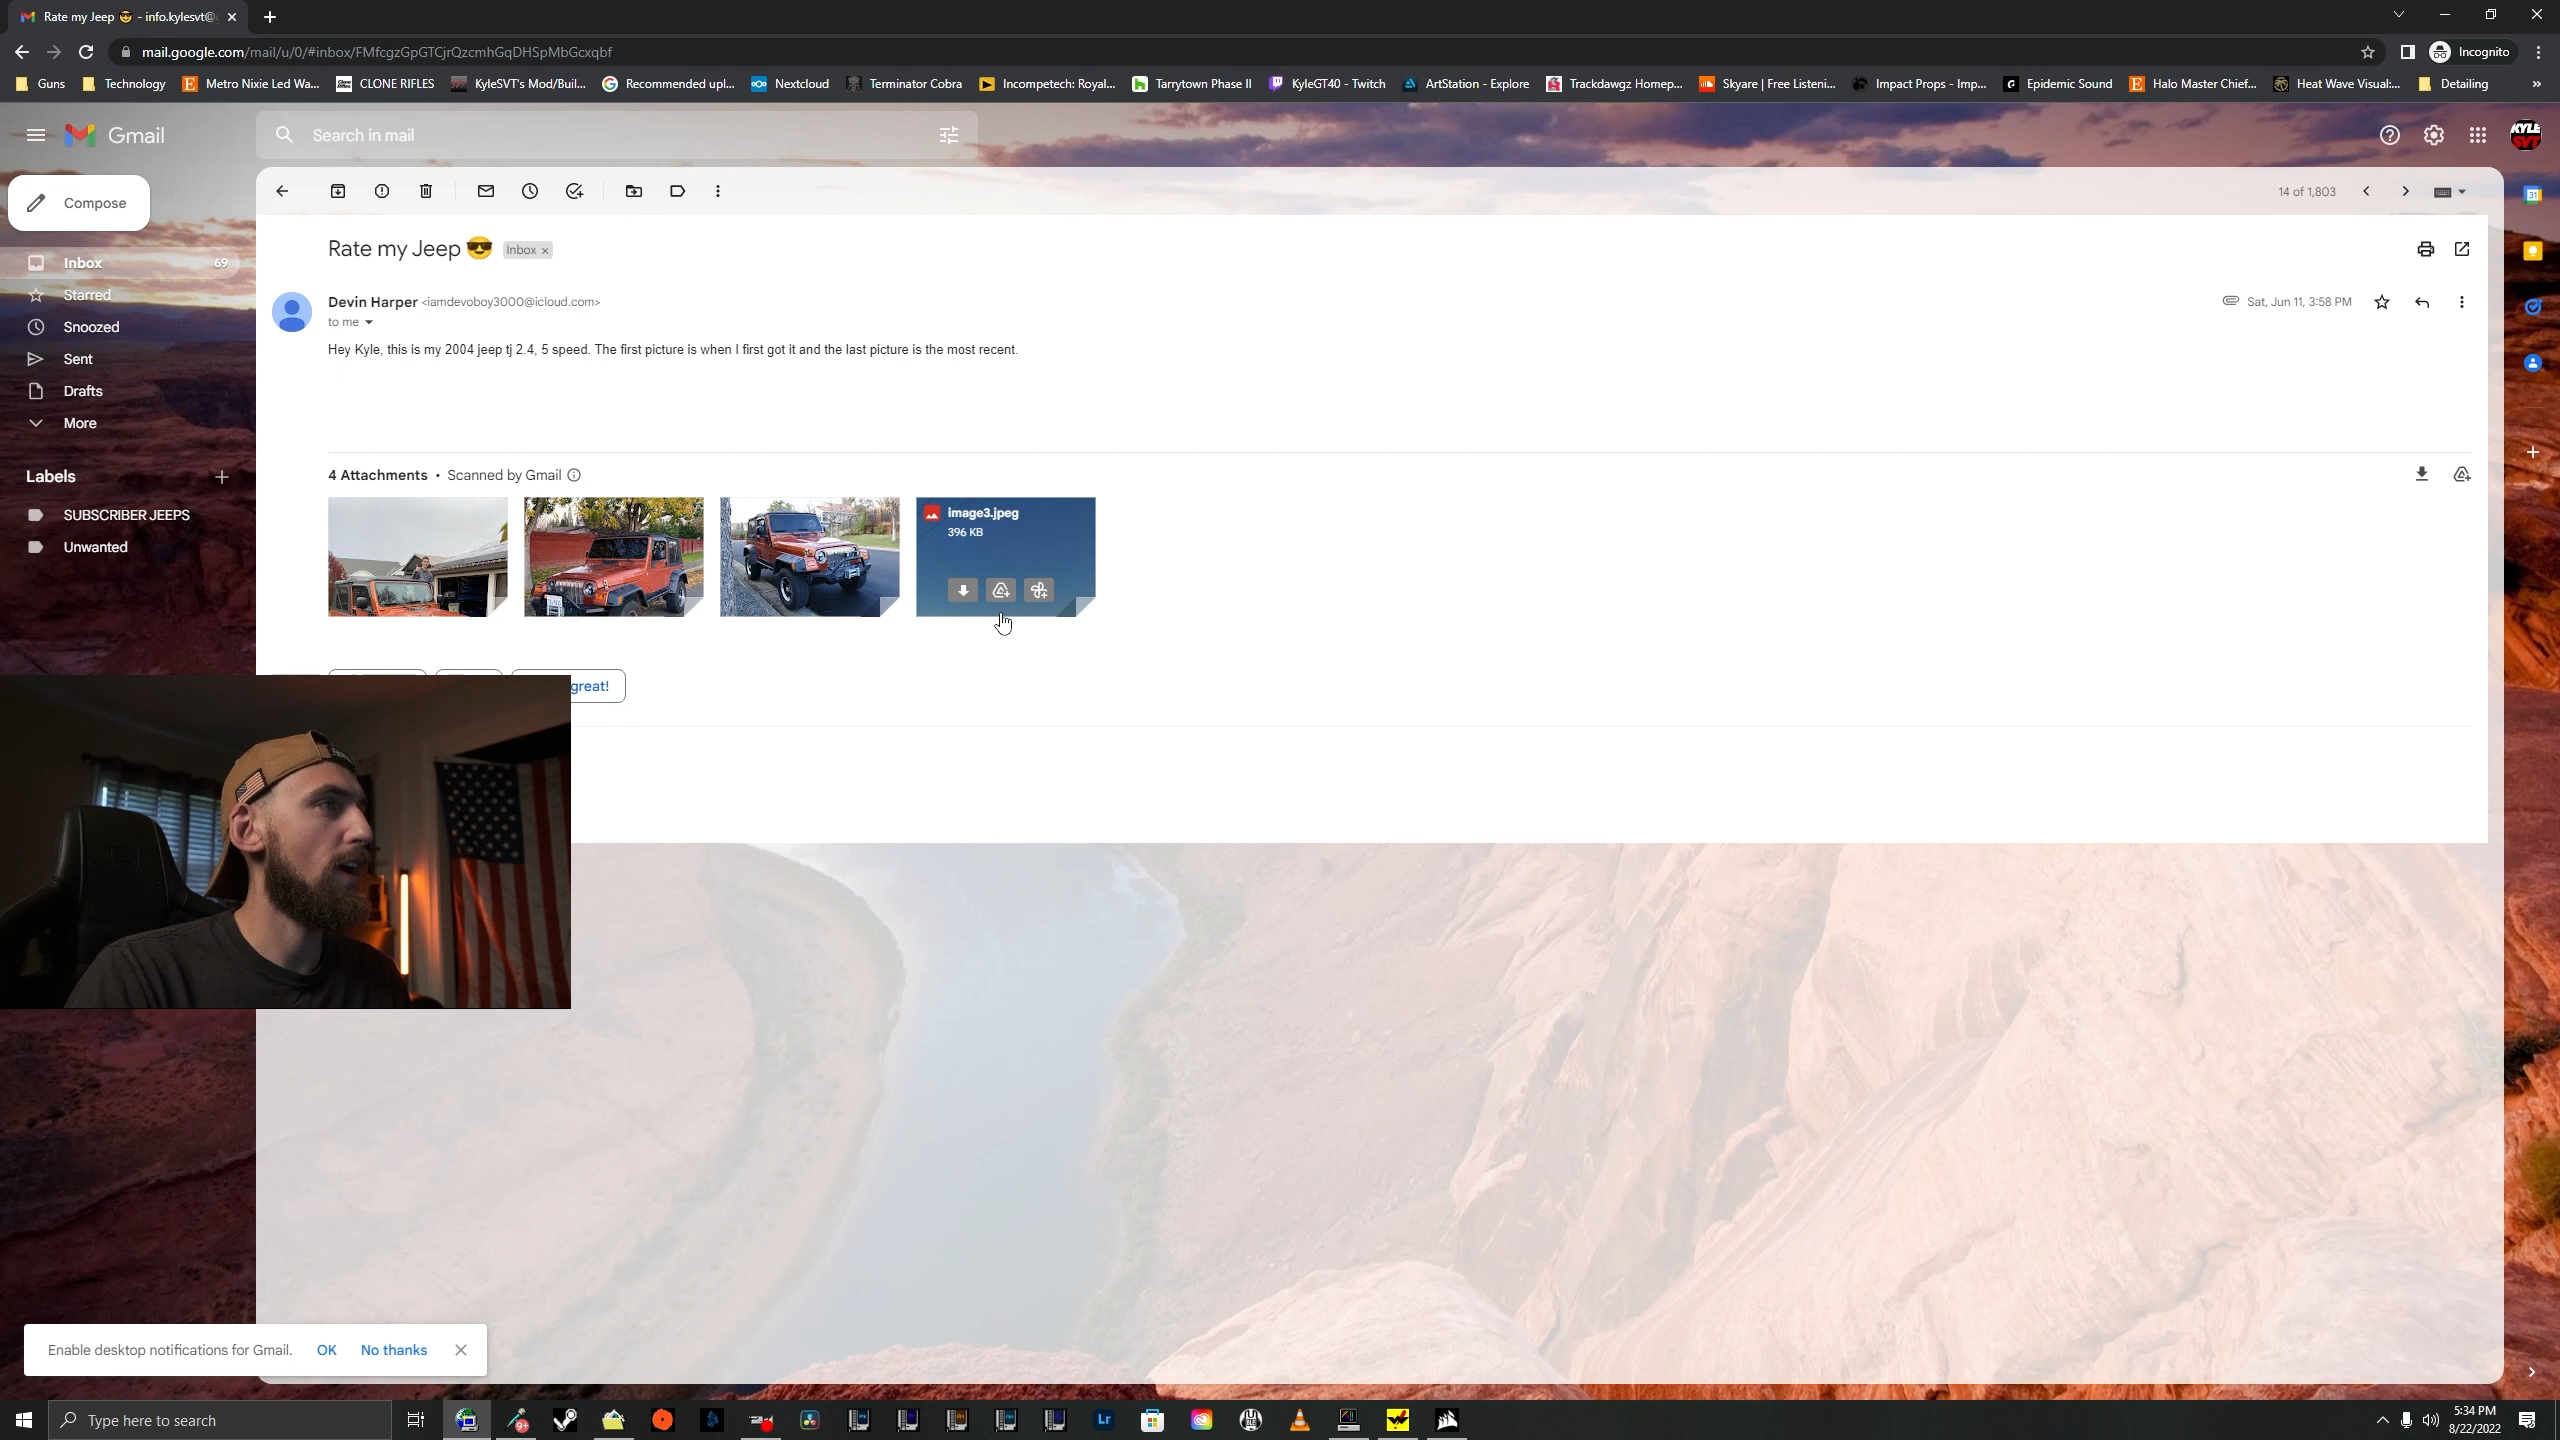 Rate my Jeep 😎 - info.kylesvt@
mail.google.com/mail/u/0/#inbox/FMfcgzGpGTCjrQzcmhGqDHSpMbGcxqbf
Incognito
Guns
Technology
Metro Nixie Led Wa...
CLONE RIFLES
KyleSVT's Mod/Buil...
Recommended upl...
Nextcloud
Terminator Cobra
Incompetech: Royal...
Tarrytown Phase II
KyleGT40 - Twitch
ArtStation - Explore
Trackdawgz Homep...
Skyare | Free Listeni...
Impact Props - Imp...
Epidemic Sound
Halo Master Chief...
Heat Wave Visual:...
Detailing
Gmail
Search in mail
KYLE
SVT
Compose
14 of 1,803
Inbox 69
Starred
Snoozed
Sent
Drafts
More
Labels
SUBSCRIBER JEEPS
Unwanted
Rate my Jeep 😎 Inbox x
Devin Harper <iamdevoboy3000@icloud.com>
Sat, Jun 11, 3:58 PM
to me
Hey Kyle, this is my 2004 jeep tj 2.4, 5 speed. The first picture is when I first got it and the last picture is the most recent.
4 Attachments • Scanned by Gmail
image3.jpeg
396 KB
great!
Enable desktop notifications for Gmail. OK No thanks
Type here to search
Lr
5:34 PM
8/22/2022